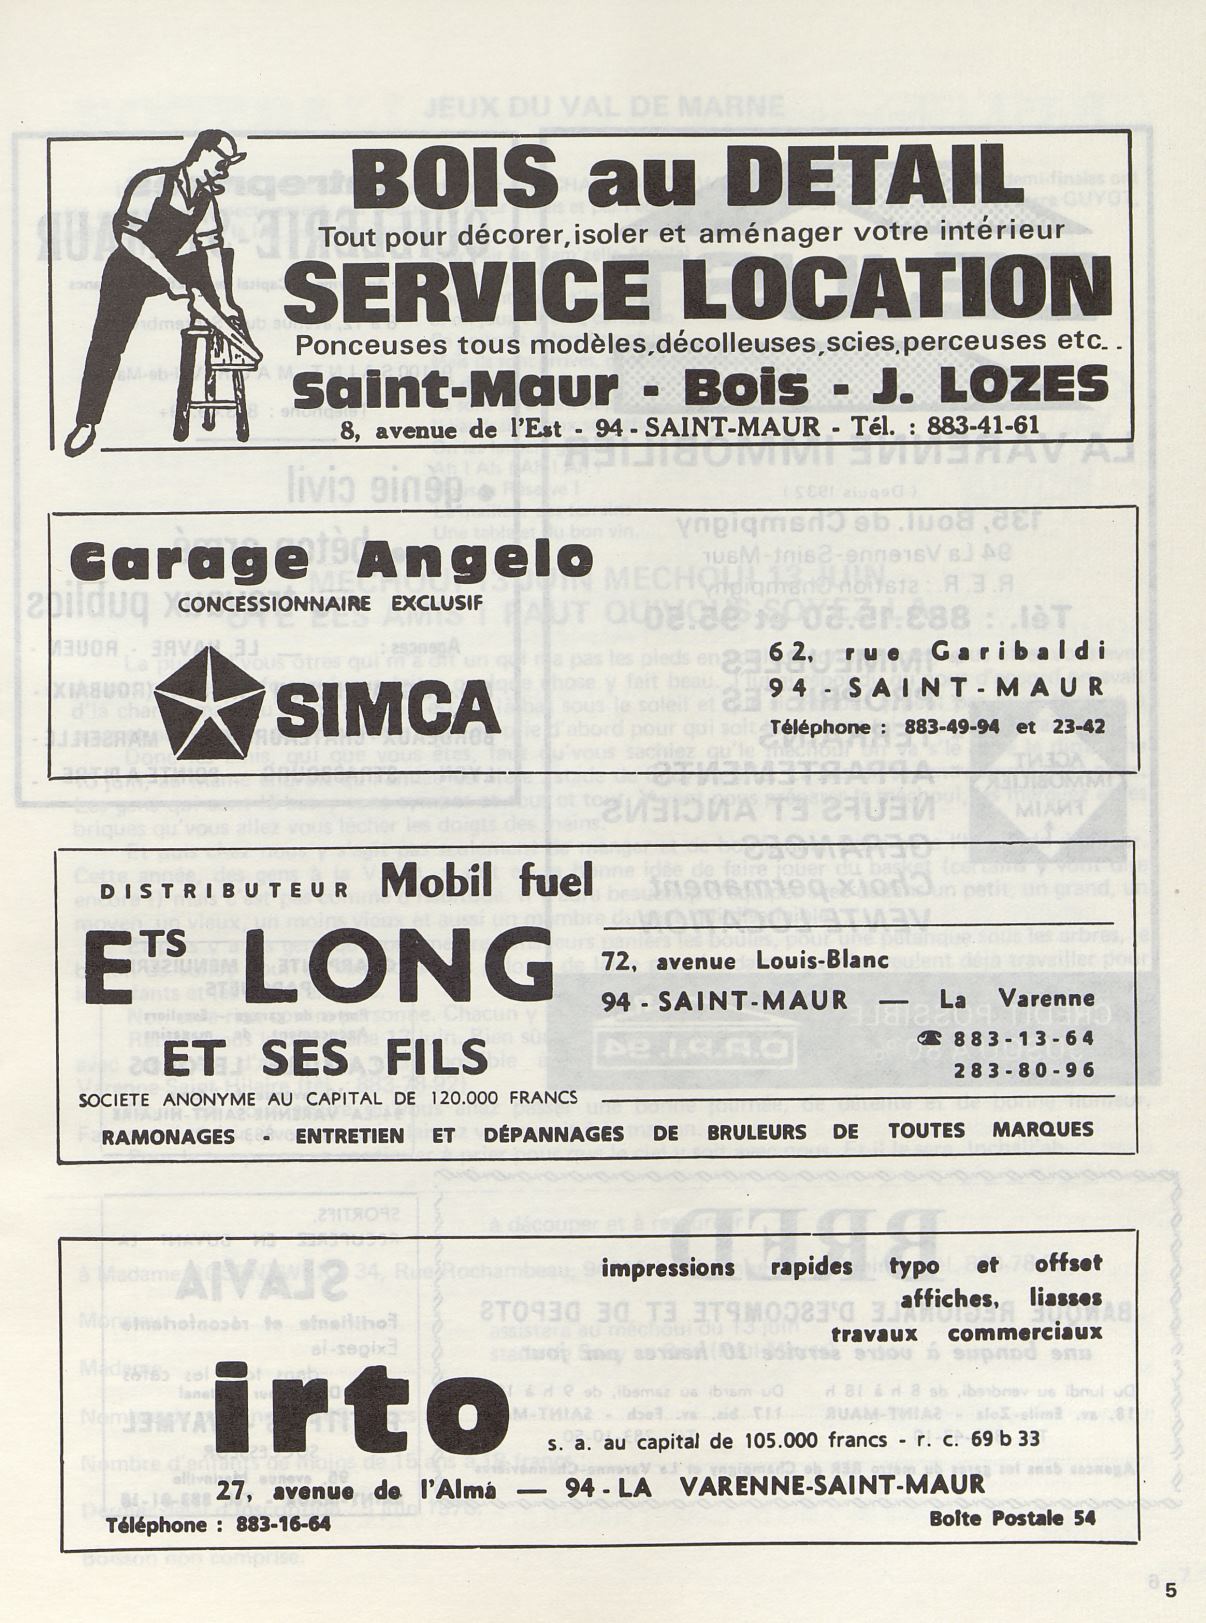 BOIS au DETAIL
Tout pour décorer, isoler et aménager votre intérieur
SERVICE LOCATION
Ponceuses tous modèles, décolleuses, scies, perceuses etc..
Saint-Maur - Bois - J. LOZES
8, avenue de l'Est - 94 - SAINT-MAUR - Tél. : 883-41-61
Garage Angelo
CONCESSIONNAIRE EXCLUSIF
SIMCA
62, rue Garibaldi
94 - SAINT-MAUR
Téléphone : 883-49-94 et 23-42
DISTRIBUTEUR Mobil fuel
ETS LONG
ET SES FILS
SOCIETE ANONYME AU CAPITAL DE 120.000 FRANCS
72, avenue Louis-Blanc
94 - SAINT-MAUR — La Varenne
☎ 883-13-64
283-80-96
RAMONAGES - ENTRETIEN ET DÉPANNAGES DE BRULEURS DE TOUTES MARQUES
impressions rapides typo et offset
affiches, liasses
travaux commerciaux
irto
s. a. au capital de 105.000 francs - r. c. 69 b 33
27, avenue de l'Alma — 94 - LA VARENNE-SAINT-MAUR
Téléphone : 883-16-64
Boîte Postale 54
5